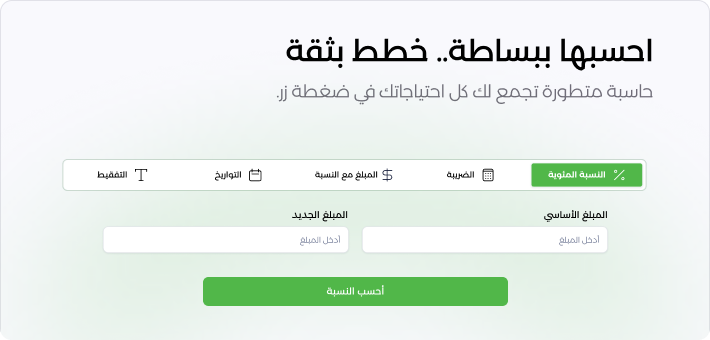 احسبها ببساطة.. خطط بثقة
حاسبة متطورة تجمع لك كل احتياجاتك في ضغطة زر.
النسبة المئوية
الضريبة
المبلغ مع النسبة
التواريخ
التفقيط
المبلغ الأساسي
المبلغ الجديد
أدخل المبلغ
أدخل المبلغ
أحسب النسبة